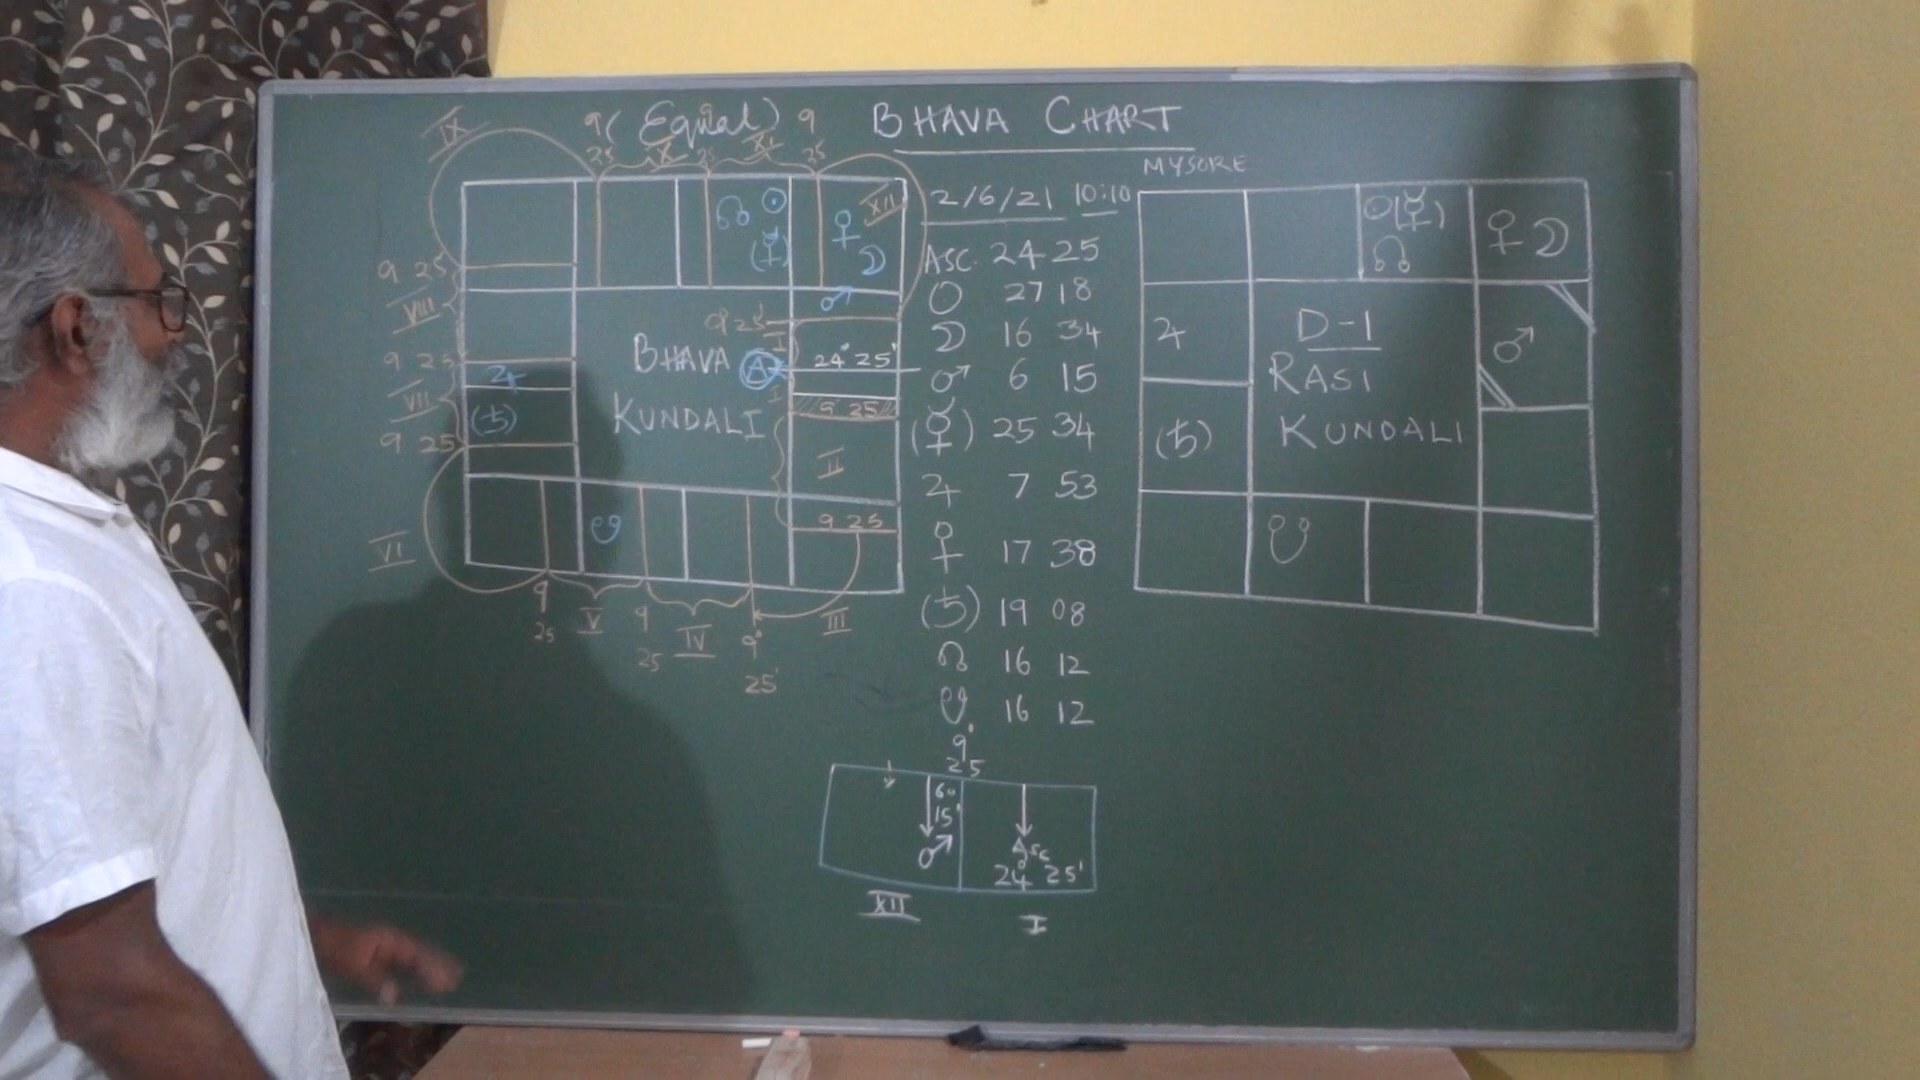 BHAVA CHART
(Equal)
MYSORE
2/6/21 10:10
ASC. 24 25
☉ 27 18
☽ 16 34
♂ 6 15
(☿) 25 34
♃ 7 53
♀ 17 38
(♄) 19 08
☊ 16 12
☋ 16 12
IX
9 25
X
9 25
XI
9 25
☊ ☉
(☿)
♀
☽
XII
♂
9 25
VIII
9 25
VII
9 25
♃
(♄)
9° 25'
I
BHAVA
KUNDALI
A
24° 25'
I
9 25
II
9 25
VI
☋
9
25
V
9
25
IV
9°
25'
III
☉(☿)
☊
♀ ☽
♃
D-1
RASI
KUNDALI
♂
(♄)
☋
9°
25
6°
15'
♂
Asc
24° 25'
XII
I